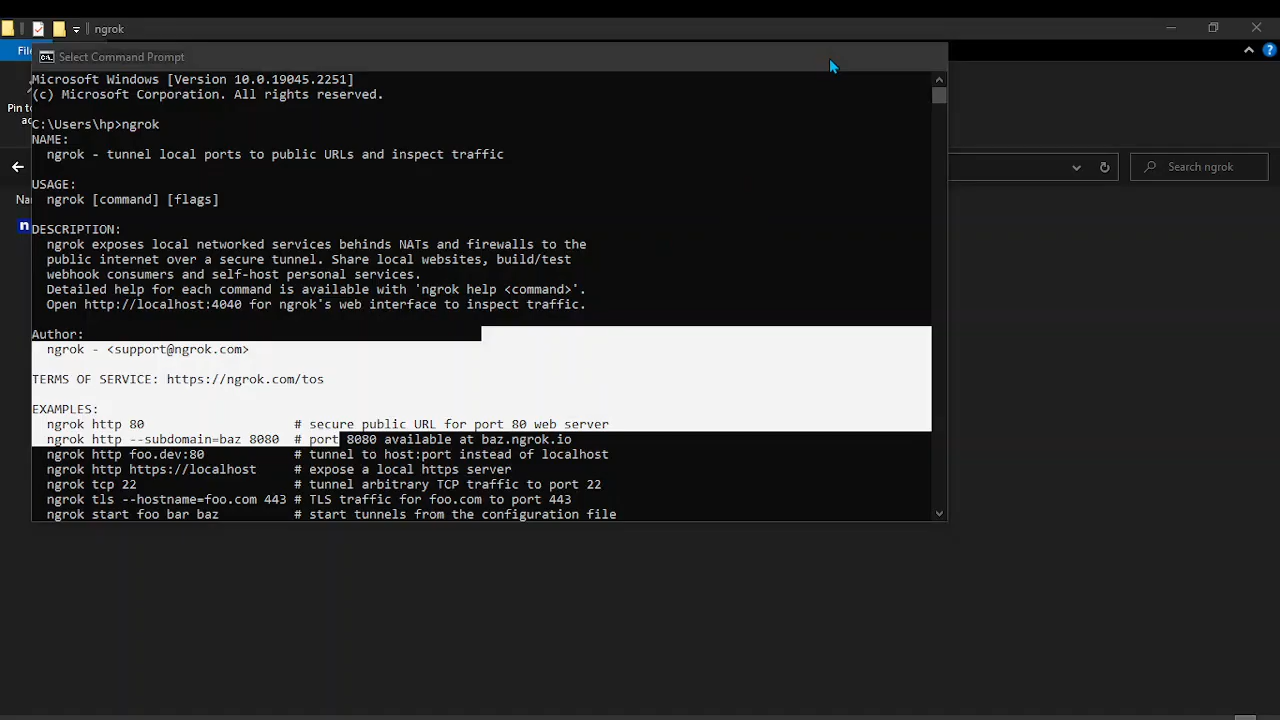 ngrok
File
Select Command Prompt
Microsoft Windows [Version 10.0.19045.2251]
(c) Microsoft Corporation. All rights reserved.
Pin to
C:\Users\hp>ngrok
NAME:
ngrok - tunnel local ports to public URLs and inspect traffic
Search ngrok
USAGE:
ngrok [command] [flags]
DESCRIPTION:
ngrok exposes local networked services behinds NATs and firewalls to the
public internet over a secure tunnel. Share local websites, build/test
webhook consumers and self-host personal services.
Detailed help for each command is available with 'ngrok help <command>'.
Open http://localhost:4040 for ngrok's web interface to inspect traffic.
Author:
ngrok - <support@ngrok.com>
TERMS OF SERVICE: https://ngrok.com/tos
EXAMPLES:
ngrok http 80 # secure public URL for port 80 web server
ngrok http --subdomain=baz 8080 # port 8080 available at baz.ngrok.io
ngrok http foo.dev:80 # tunnel to host:port instead of localhost
ngrok http https://localhost # expose a local https server
ngrok tcp 22 # tunnel arbitrary TCP traffic to port 22
ngrok tls --hostname=foo.com 443 # TLS traffic for foo.com to port 443
ngrok start foo bar baz # start tunnels from the configuration file